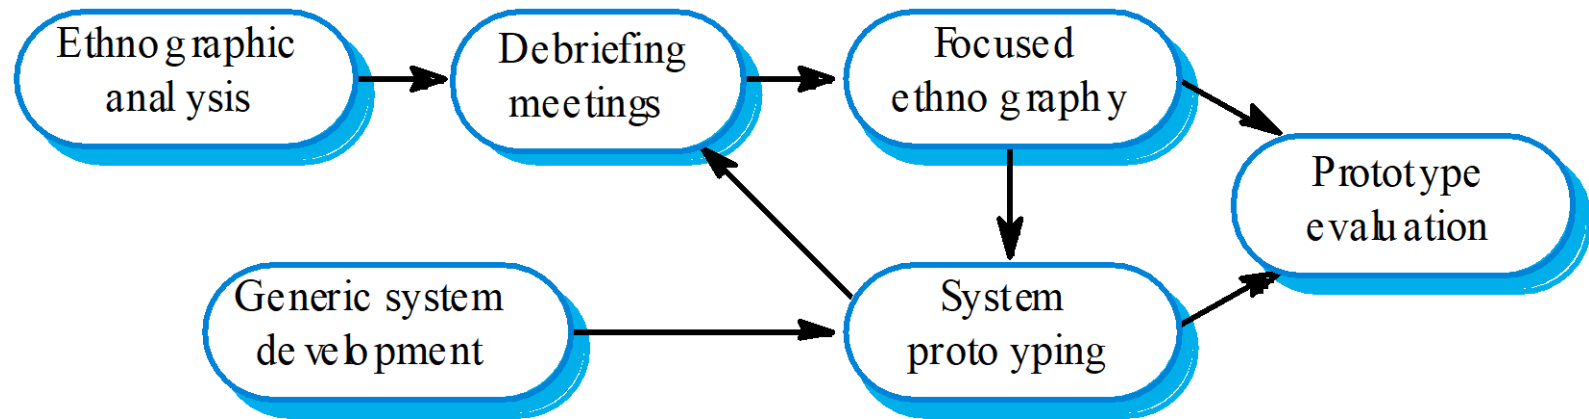 Ethnographic
analysis
Debriefing
meetings
Focused
ethnography
Prototype
evaluation
Generic system
development
System
prototyping